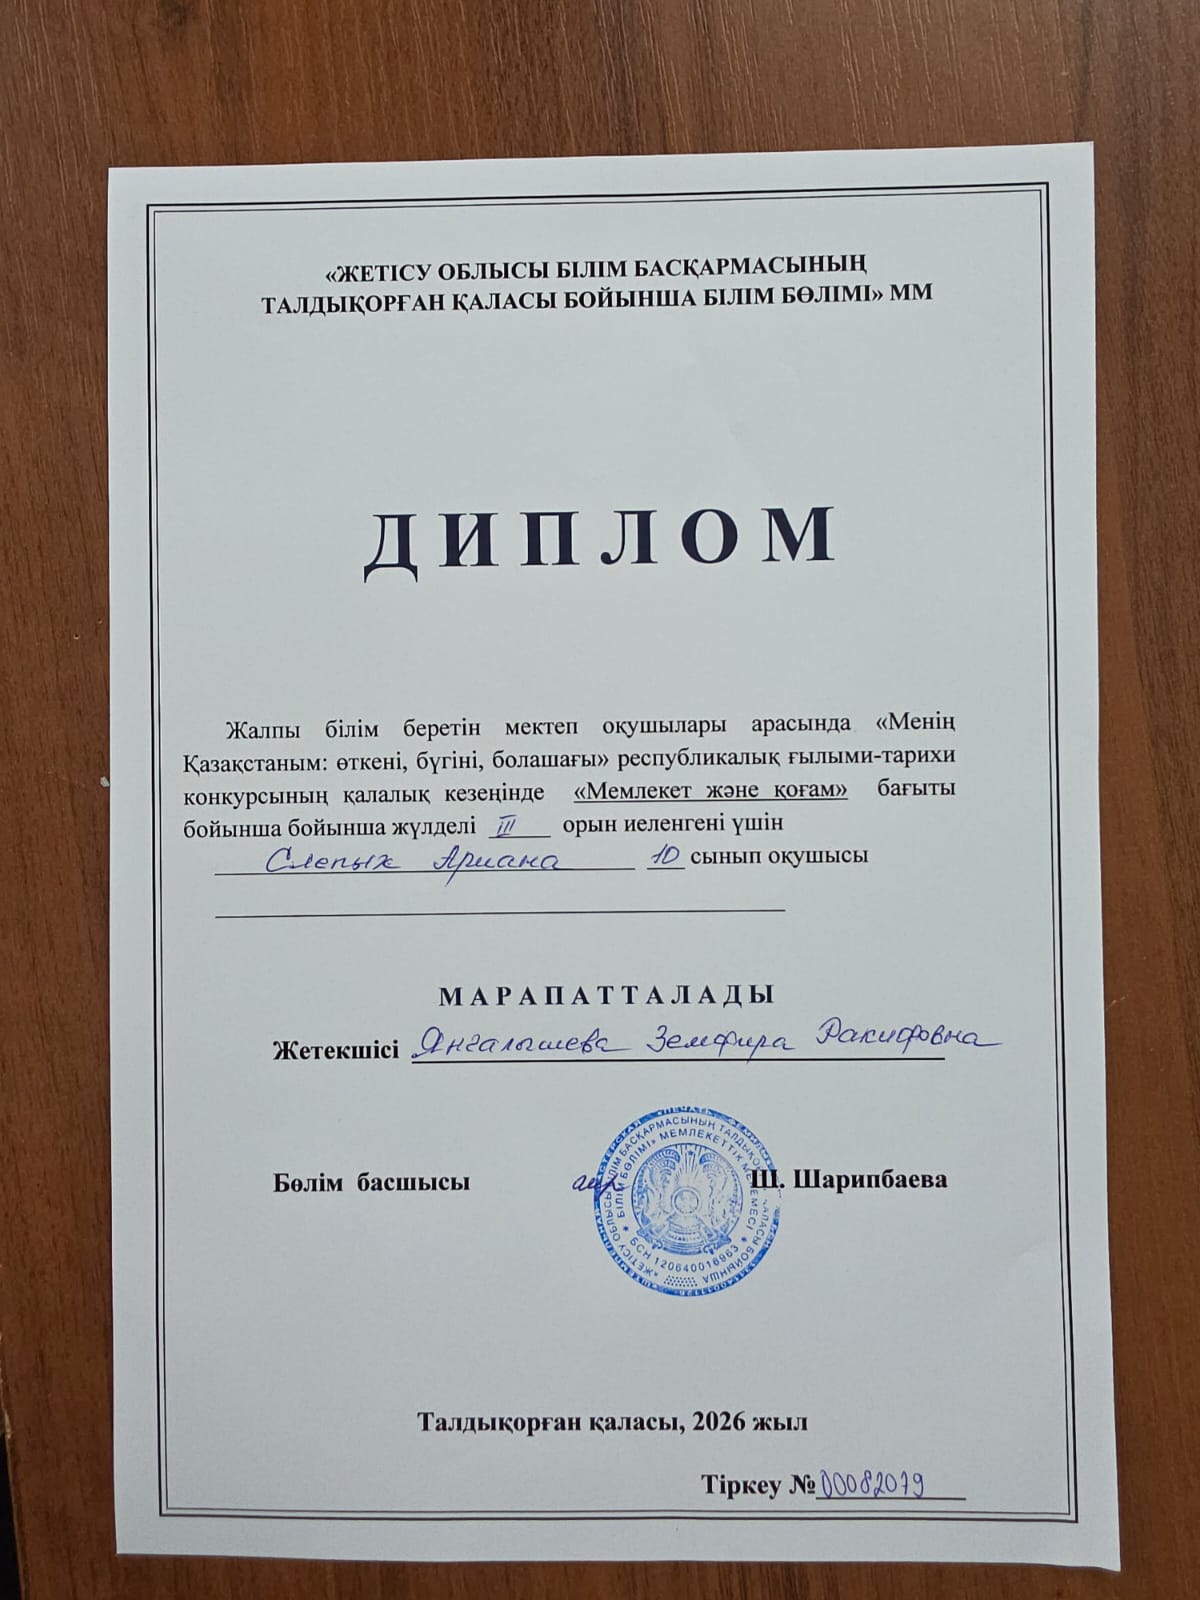 «ЖЕТІСУ ОБЛЫСЫ БІЛІМ БАСҚАРМАСЫНЫҢ
ТАЛДЫҚОРҒАН ҚАЛАСЫ БОЙЫНША БІЛІМ БӨЛІМІ» ММ
ДИПЛОМ
Жалпы білім беретін мектеп оқушылары арасында «Менің
Қазақстаным: өткені, бүгіні, болашағы» республикалық ғылыми-тарихи
конкурсының қалалық кезеңінде «Мемлекет және қоғам» бағыты
бойынша бойынша жүлделі III орын иеленгені үшін
Слепых Ариана 10 сынып оқушысы
МАРАПАТТАЛАДЫ
Жетекшісі Янгалышева Земфира Ракифовна
Бөлім басшысы Ш. Шарипбаева
БСН 120640016963
Талдықорған қаласы, 2026 жыл
Тіркеу №00082079